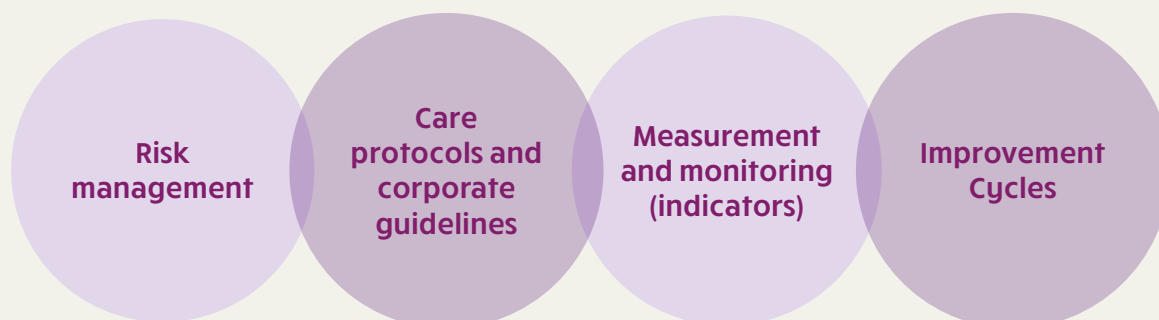 Risk
management
Care
protocols and
corporate
guidelines
Measurement
and monitoring
(indicators)
Improvement
Cycles